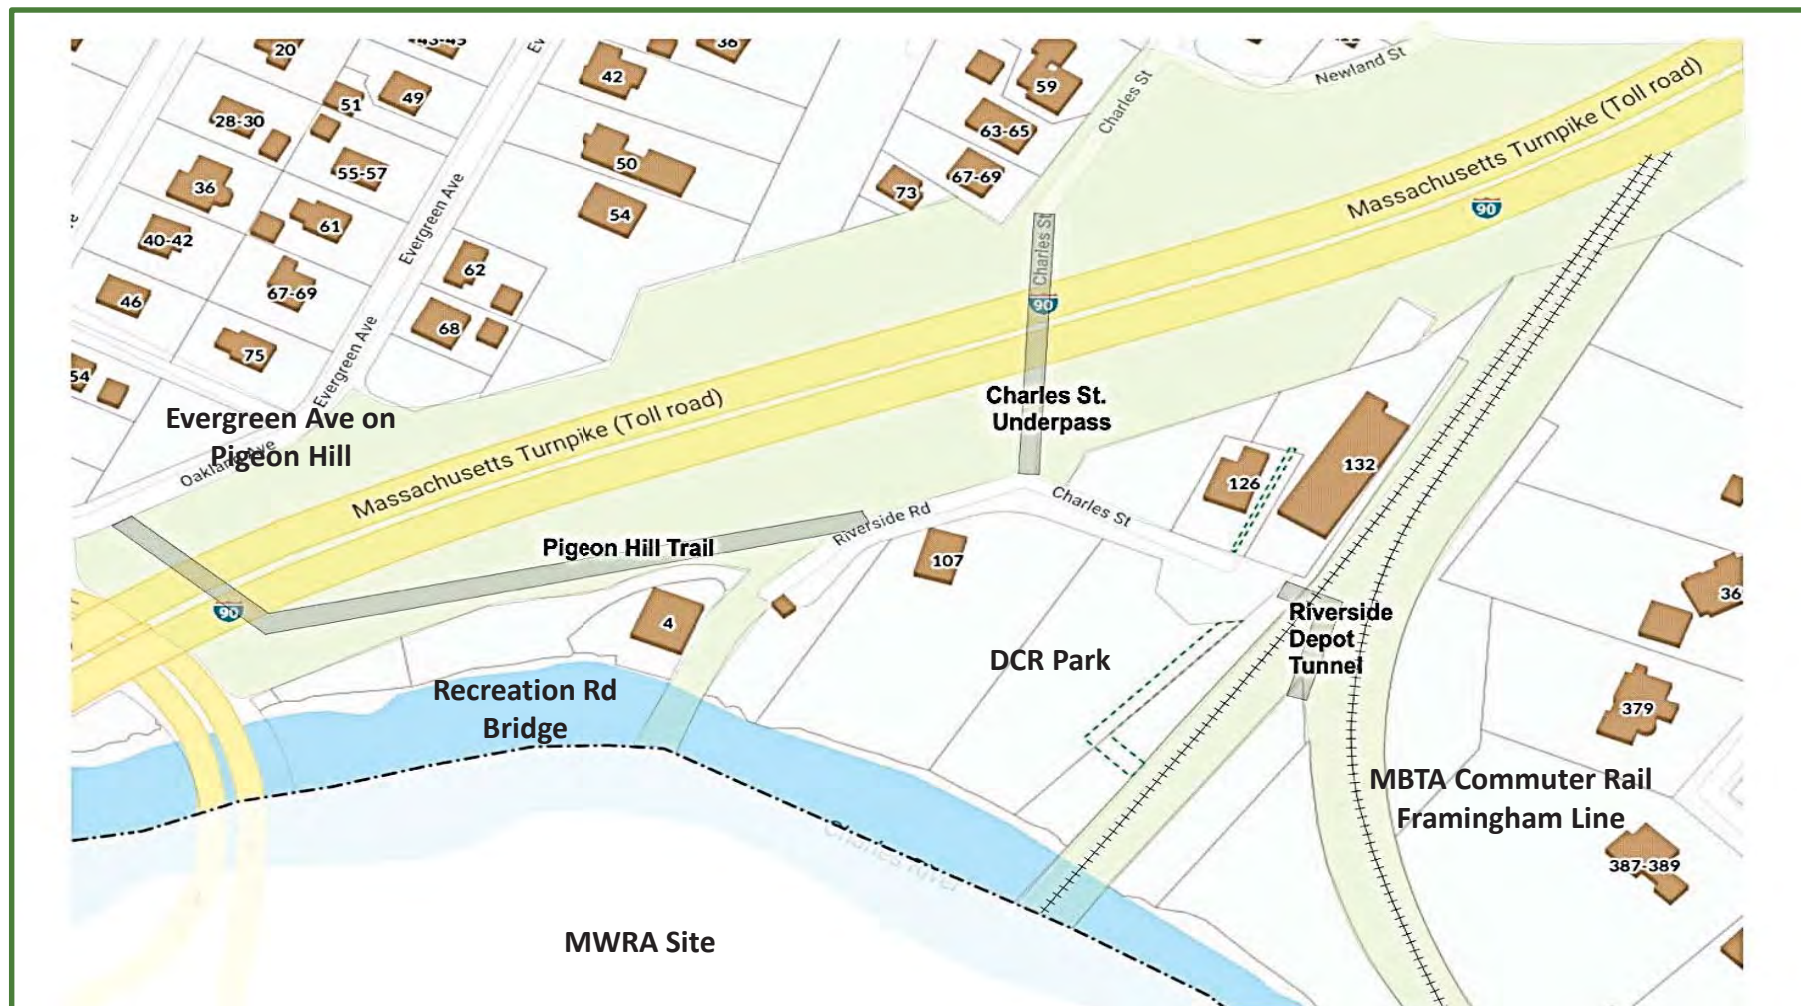 20
43-45
Ev
42
36
59
Newland St
51
49
28-30
63-65
Charles St
Massachusetts Turnpike (Toll road)
90
55-57
50
36
67-69
73
Evergreen Ave
54
61
40-42
Charles St
62
46
67-69
90
68
75
Evergreen Ave
54
Charles St.
Underpass
Evergreen Ave on
Pigeon Hill
Oakland Ave
Massachusetts Turnpike (Toll road)
132
126
Charles St
Riverside Rd
Pigeon Hill Trail
107
90
4
36
Riverside
Depot
Tunnel
DCR Park
Recreation Rd
Bridge
379
MBTA Commuter Rail
Framingham Line
Charles River
387-389
MWRA Site